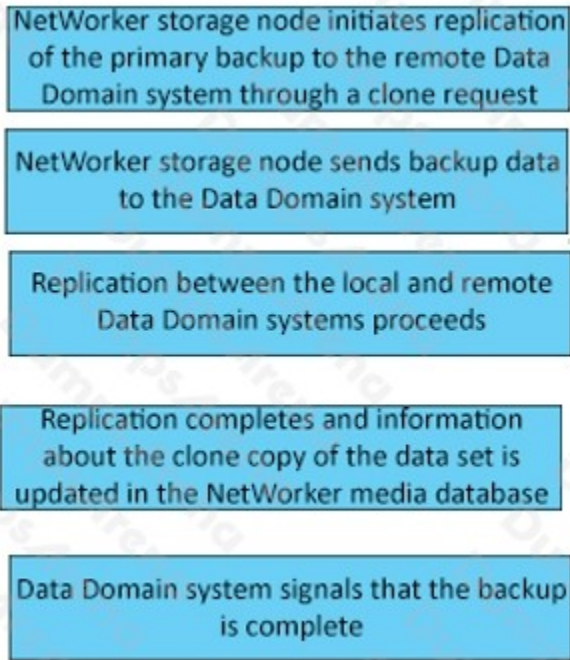 NetWorker storage node initiates replication
of the primary backup to the remote Data
Domain system through a clone request
NetWorker storage node sends backup data
to the Data Domain system
Replication between the local and remote
Data Domain systems proceeds
Replication completes and information
about the clone copy of the data set is
updated in the NetWorker media database
Data Domain system signals that the backup
is complete